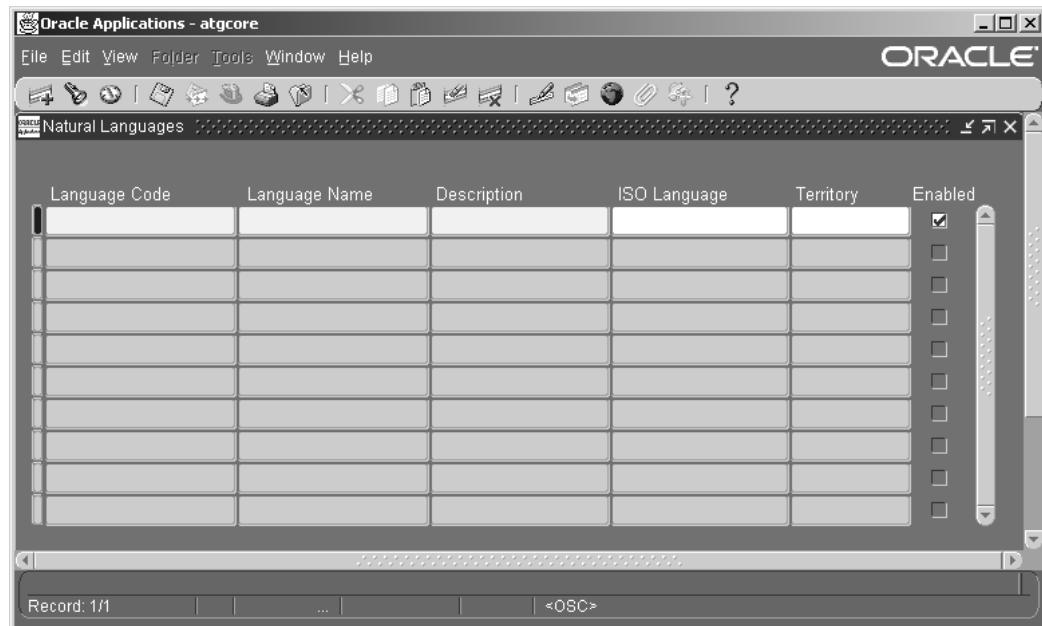 Oracle Applications - atgcore
File Edit View Folder Tools Window Help
ORACLE
Natural Languages
Language Code Language Name Description ISO Language Territory Enabled
Record: 1/1 ... <OSC>